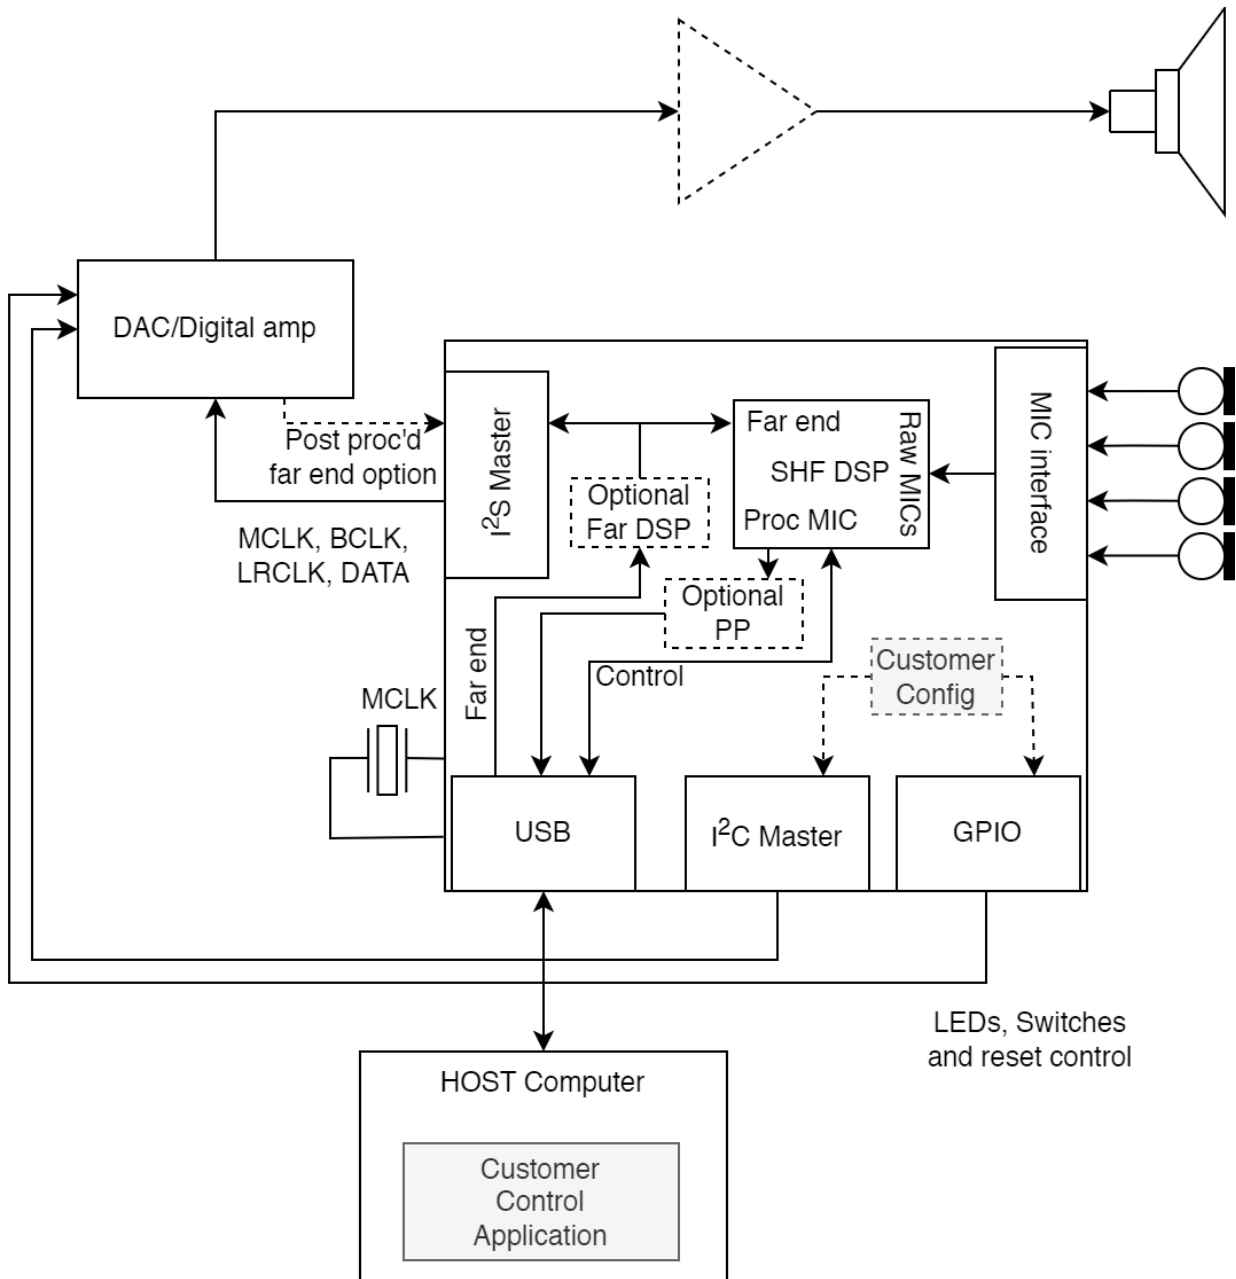 DAC/Digital amp
Post proc'd
far end option
MCLK, BCLK,
LRCLK, DATA
I²S Master
Optional
Far DSP
Far end
SHF DSP
Proc MIC
Raw MICs
MIC interface
Optional
PP
Far end
Control
Customer
Config
MCLK
USB
I²C Master
GPIO
LEDs, Switches
and reset control
HOST Computer
Customer
Control
Application